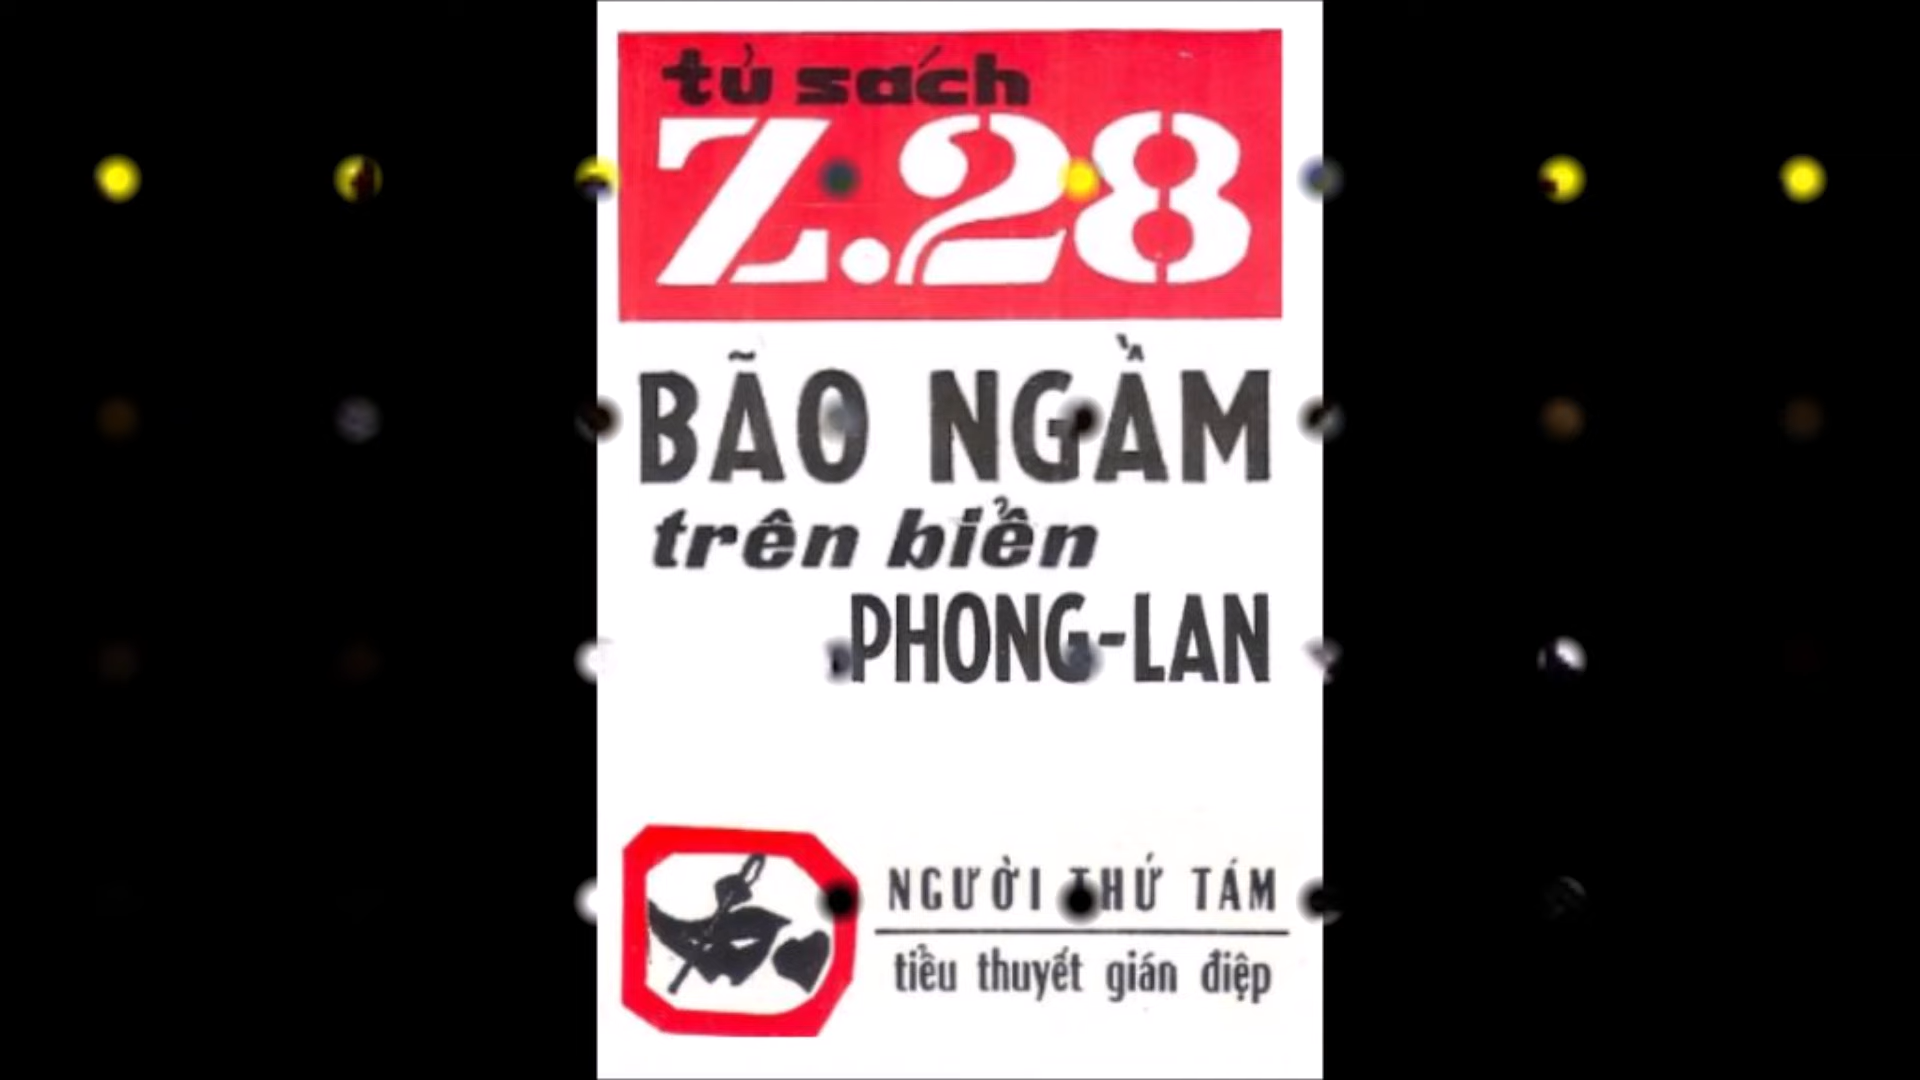 tủ sách
Z.28
BÃO NGẦM
trên biển
PHONG-LAN
NGƯỜI THỨ TÁM
tiểu thuyết gián điệp